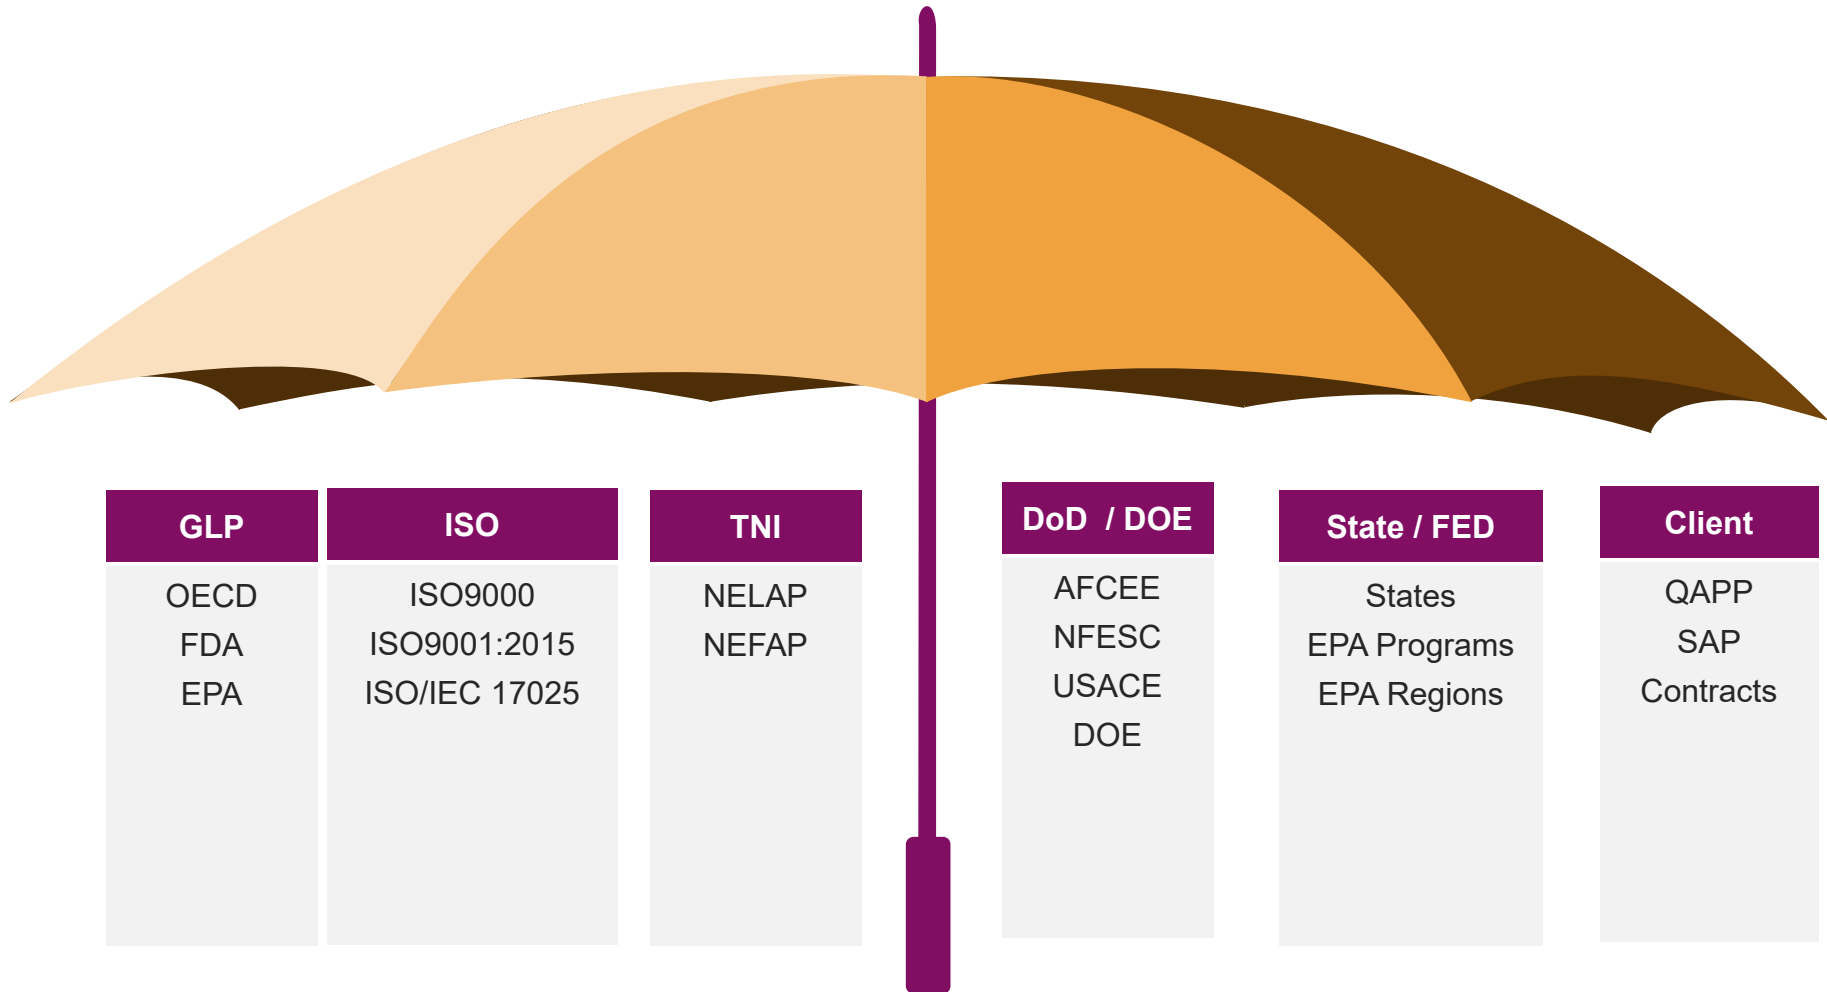 GLP
OECD
FDA
EPA
ISO
ISO9000
ISO9001:2015
ISO/IEC 17025
TNI
NELAP
NEFAP
DoD / DOE
AFCEE
NFESC
USACE
DOE
State / FED
States
EPA Programs
EPA Regions
Client
QAPP
SAP
Contracts